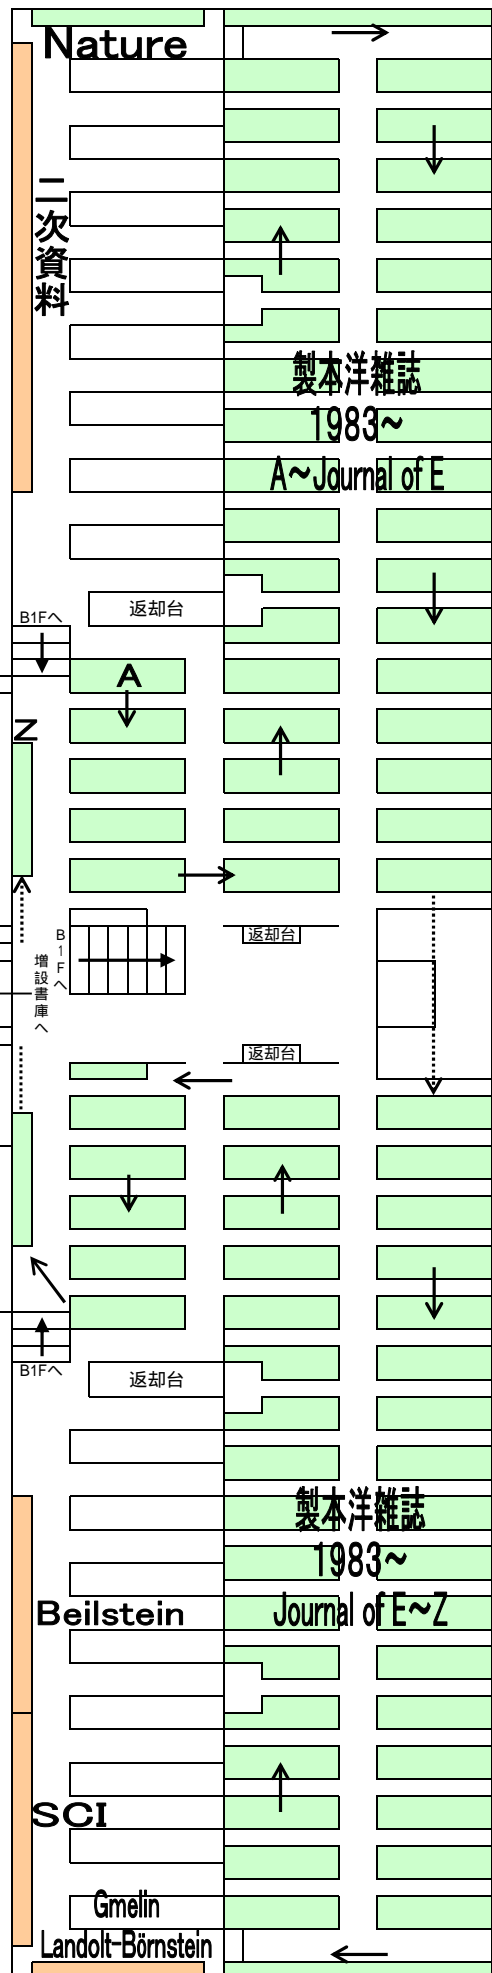 Nature
二次資料
製本洋雑誌
1983～
A～Journal of E
返却台
B1Fへ
A
Z
B1Fへ
返却台
増設書庫へ
返却台
B1Fへ
返却台
製本洋雑誌
1983～
Journal of E～Z
Beilstein
SCI
Gmelin
Landolt-Börnstein